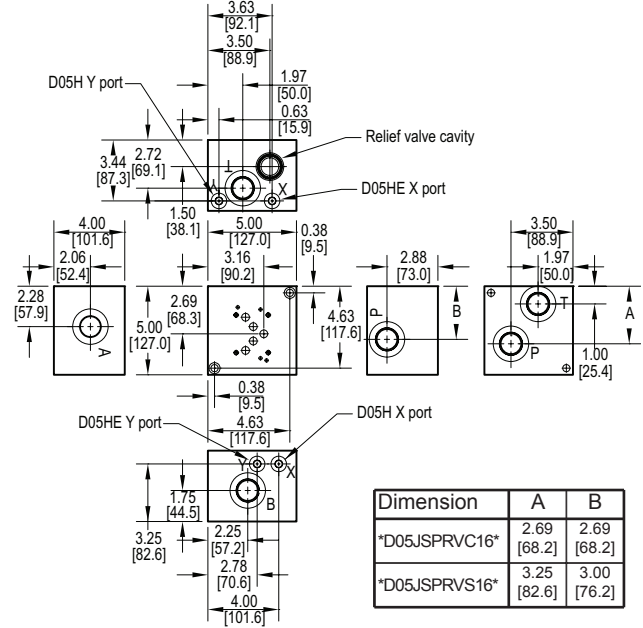 3.63
[92.1]
3.50
[88.9]
D05H Y port
1.97
[50.0]
0.63
[15.9]
Relief valve cavity
3.44
[87.3]
2.72
[69.1]
T
Y
X
D05HE X port
1.50
[38.1]
4.00
[101.6]
5.00
[127.0]
0.38
[9.5]
3.50
[88.9]
2.06
[52.4]
3.16
[90.2]
2.88
[73.0]
1.97
[50.0]
2.28
[57.9]
2.69
[68.3]
5.00
[127.0]
4.63
[117.6]
A
P
B
T
P
A
1.00
[25.4]
0.38
[9.5]
D05HE Y port
4.63
[117.6]
D05H X port
Y
X
B
1.75
[44.5]
3.25
[82.6]
2.25
[57.2]
2.78
[70.6]
4.00
[101.6]
Dimension A B
*D05JSPRVC16* 2.69 [68.2] 2.69 [68.2]
*D05JSPRVS16* 3.25 [82.6] 3.00 [76.2]